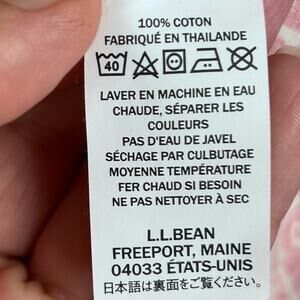 100% COTON
FABRIQUÉ EN THAILANDE
40
LAVER EN MACHINE EN EAU
CHAUDE, SÉPARER LES
COULEURS
PAS D'EAU DE JAVEL
SÉCHAGE PAR CULBUTAGE
MOYENNE TEMPÉRATURE
FER CHAUD SI BESOIN
NE PAS NETTOYER À SEC
L.L.BEAN
FREEPORT, MAINE
04033 ÉTATS-UNIS
日本語は裏面をご覧ください。